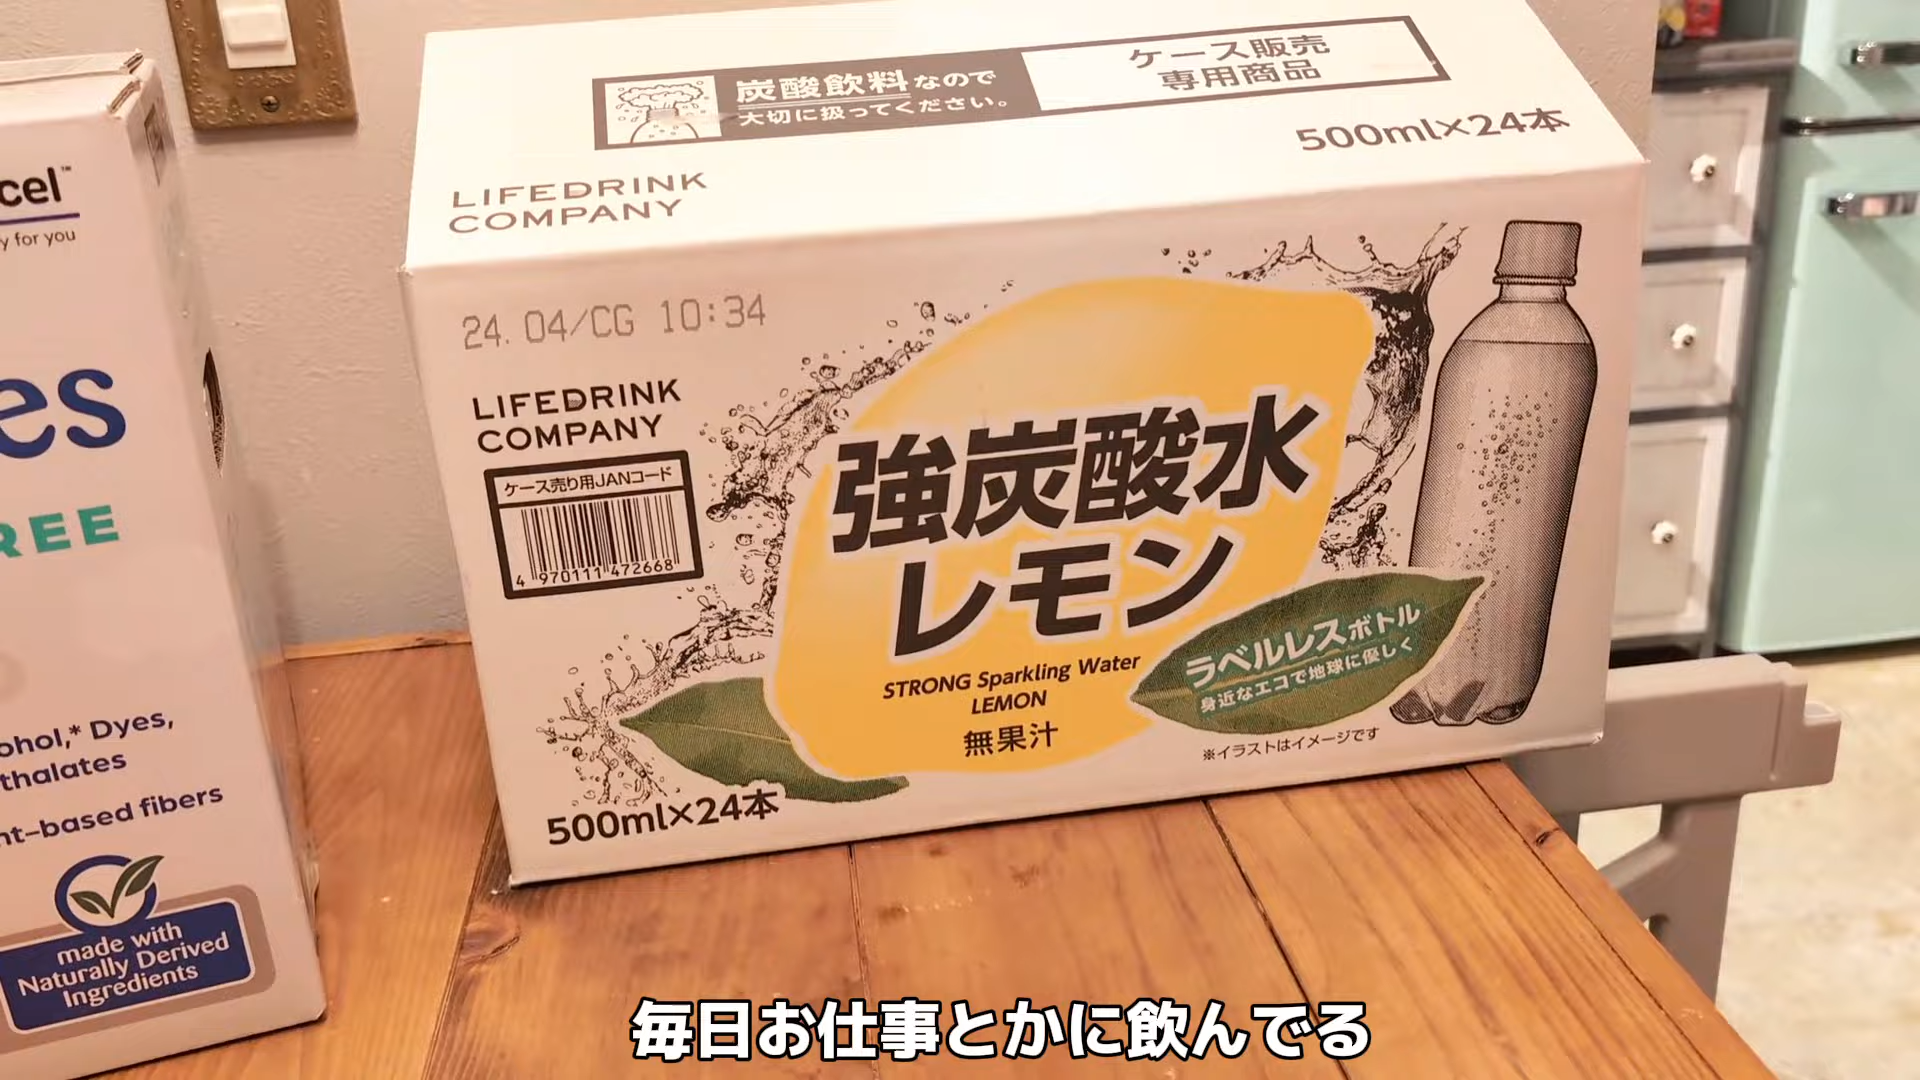 炭酸飲料なので
大切に扱ってください。
ケース販売
専用商品
500ml×24本
LIFEDRINK
COMPANY
24. 04/CG 10:34
LIFEDRINK
COMPANY
ケース売り用JANコード
4 970111 472668
強炭酸水
レモン
STRONG Sparkling Water
LEMON
無果汁
ラベルレスボトル
身近なエコで地球に優しく
※イラストはイメージです
500ml×24本
cel™
y for you
es
REE
ohol,* Dyes,
thalates
nt-based fibers
made with
Naturally Derived
Ingredients
毎日お仕事とかに飲んでる